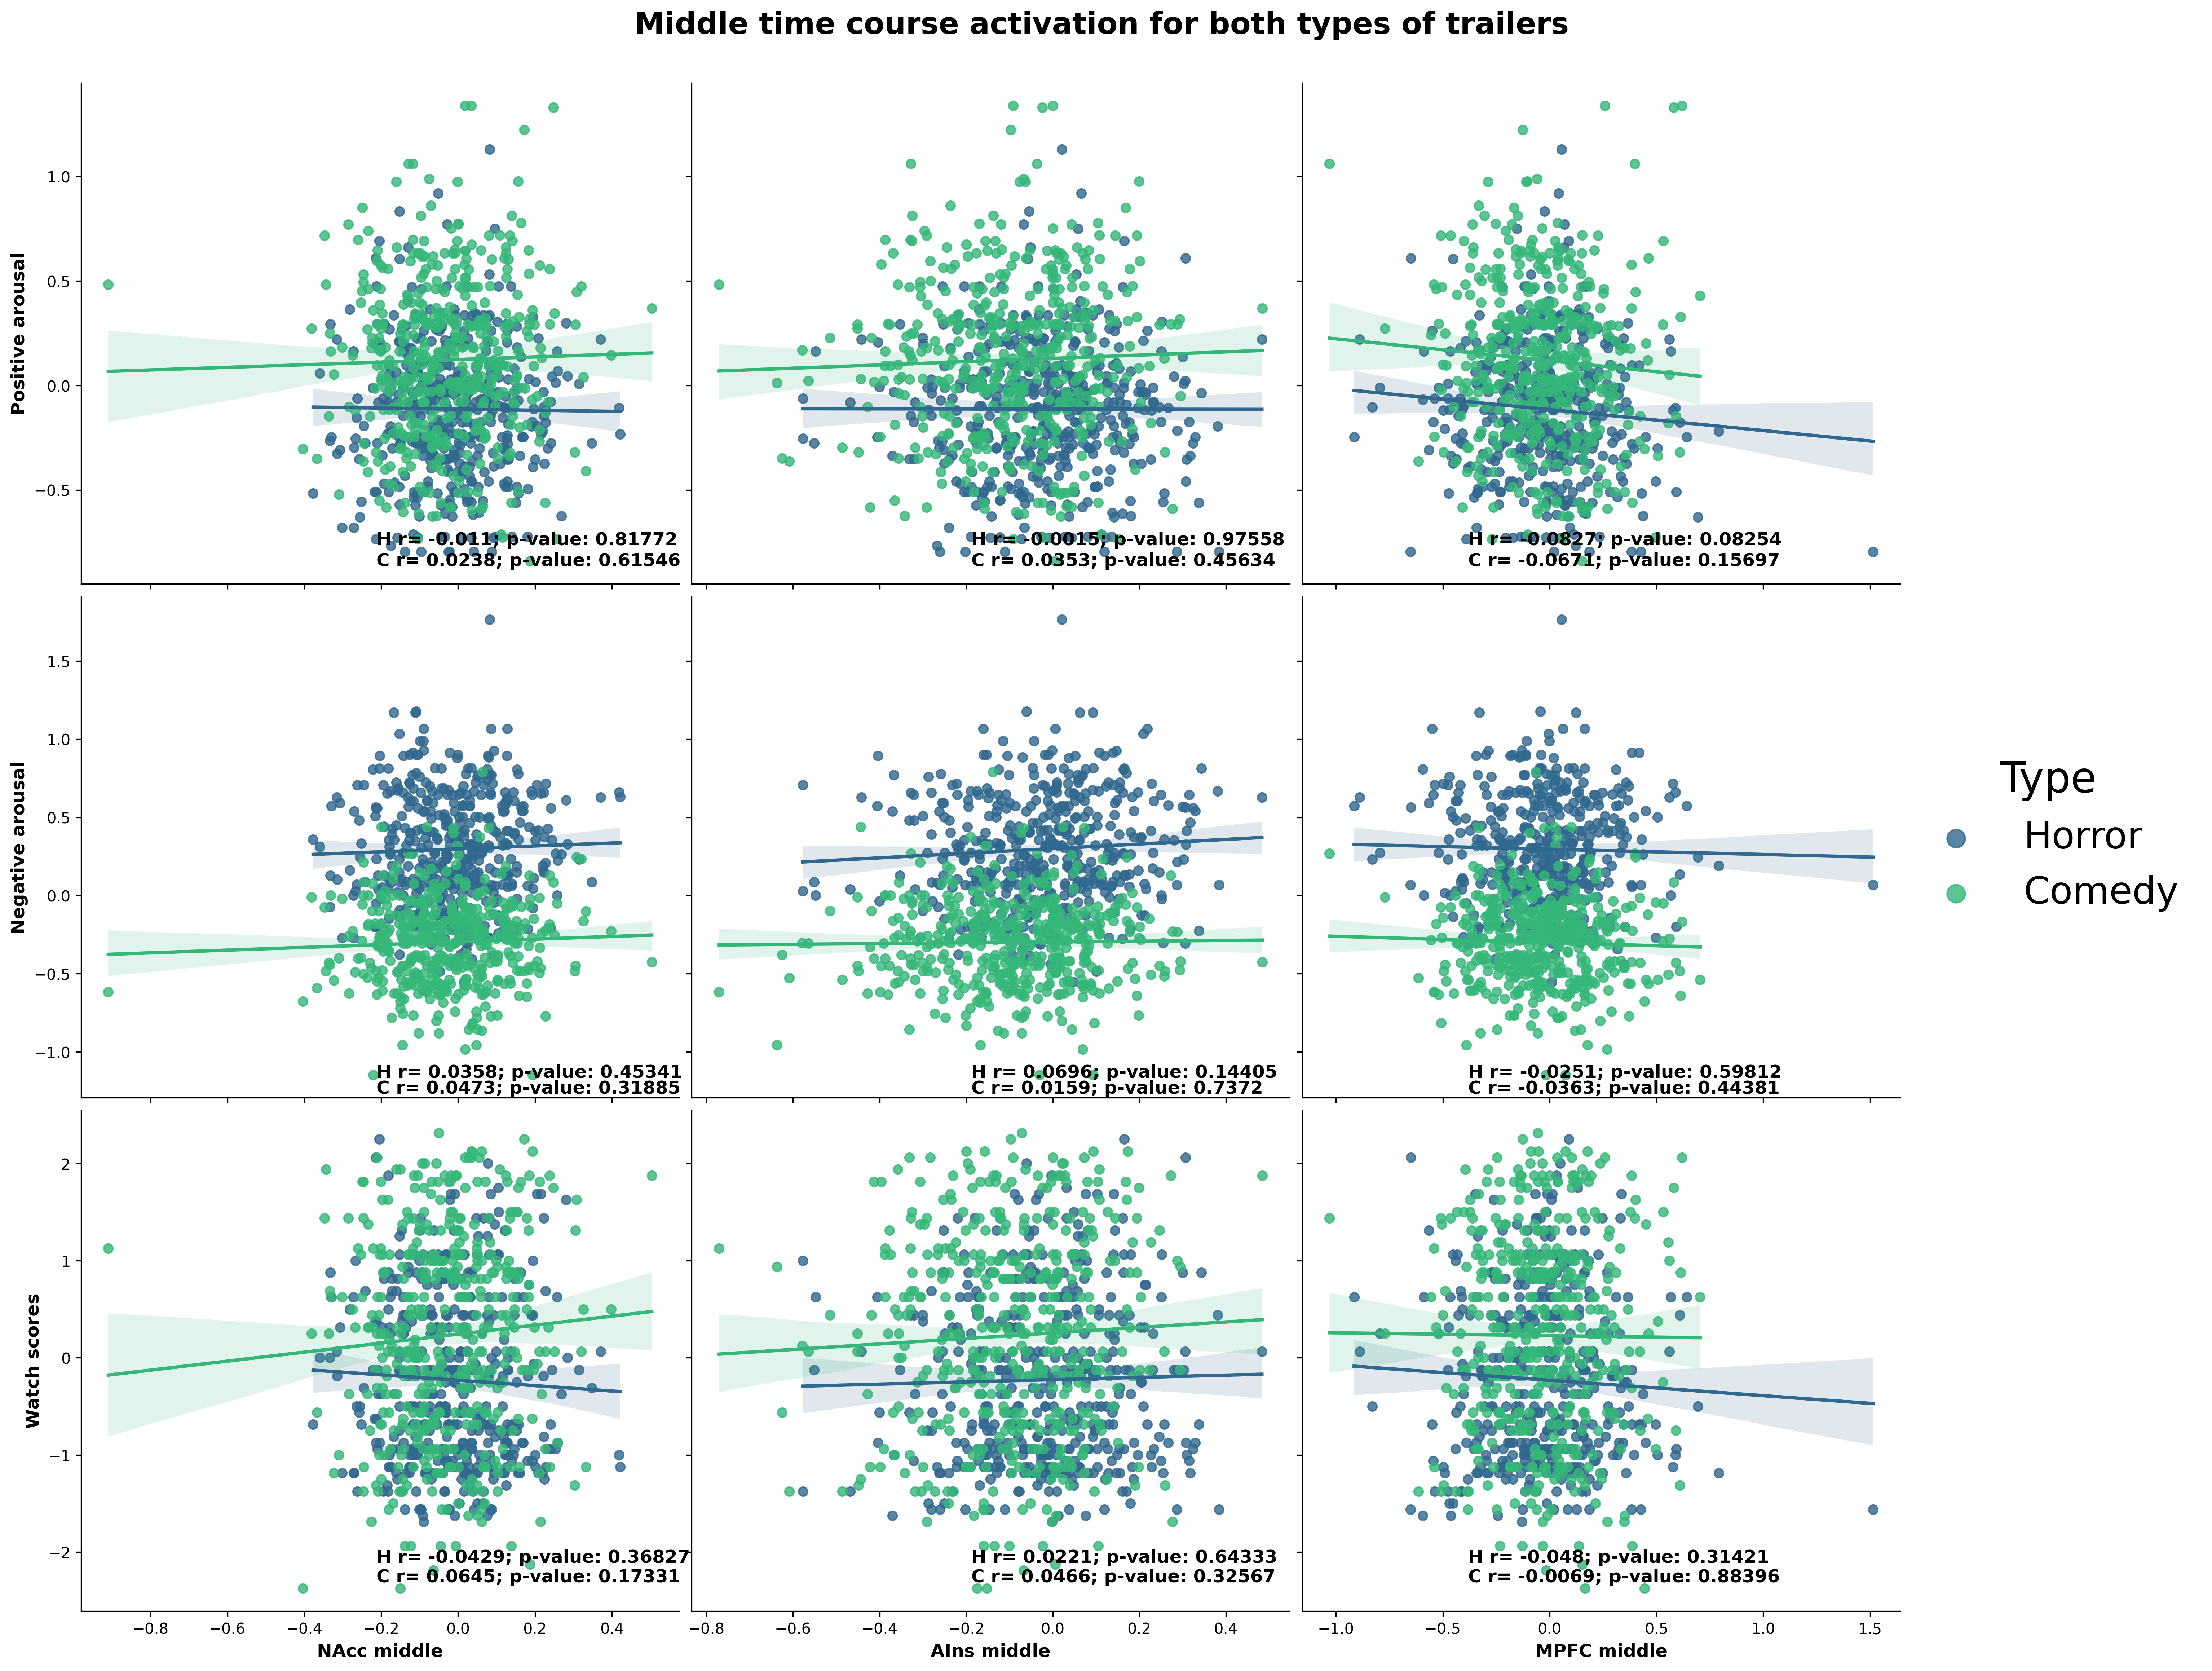 Middle time course activation for both types of trailers
Positive arousal
1.0
0.5
0.0
−0.5
H r= -0.011; p-value: 0.81772
C r= 0.0238; p-value: 0.61546
H r= -0.0015; p-value: 0.97558
C r= 0.0353; p-value: 0.45634
H r= -0.0827; p-value: 0.08254
C r= -0.0671; p-value: 0.15697
Negative arousal
1.5
1.0
0.5
0.0
−0.5
−1.0
H r= 0.0358; p-value: 0.45341
C r= 0.0473; p-value: 0.31885
H r= 0.0696; p-value: 0.14405
C r= 0.0159; p-value: 0.7372
H r= -0.0251; p-value: 0.59812
C r= -0.0363; p-value: 0.44381
Type
Horror
Comedy
Watch scores
2
1
0
−1
−2
H r= -0.0429; p-value: 0.36827
C r= 0.0645; p-value: 0.17331
H r= 0.0221; p-value: 0.64333
C r= 0.0466; p-value: 0.32567
H r= -0.048; p-value: 0.31421
C r= -0.0069; p-value: 0.88396
−0.8 −0.6 −0.4 −0.2 0.0 0.2 0.4
−0.8 −0.6 −0.4 −0.2 0.0 0.2 0.4
−1.0 −0.5 0.0 0.5 1.0 1.5
NAcc middle
AIns middle
MPFC middle